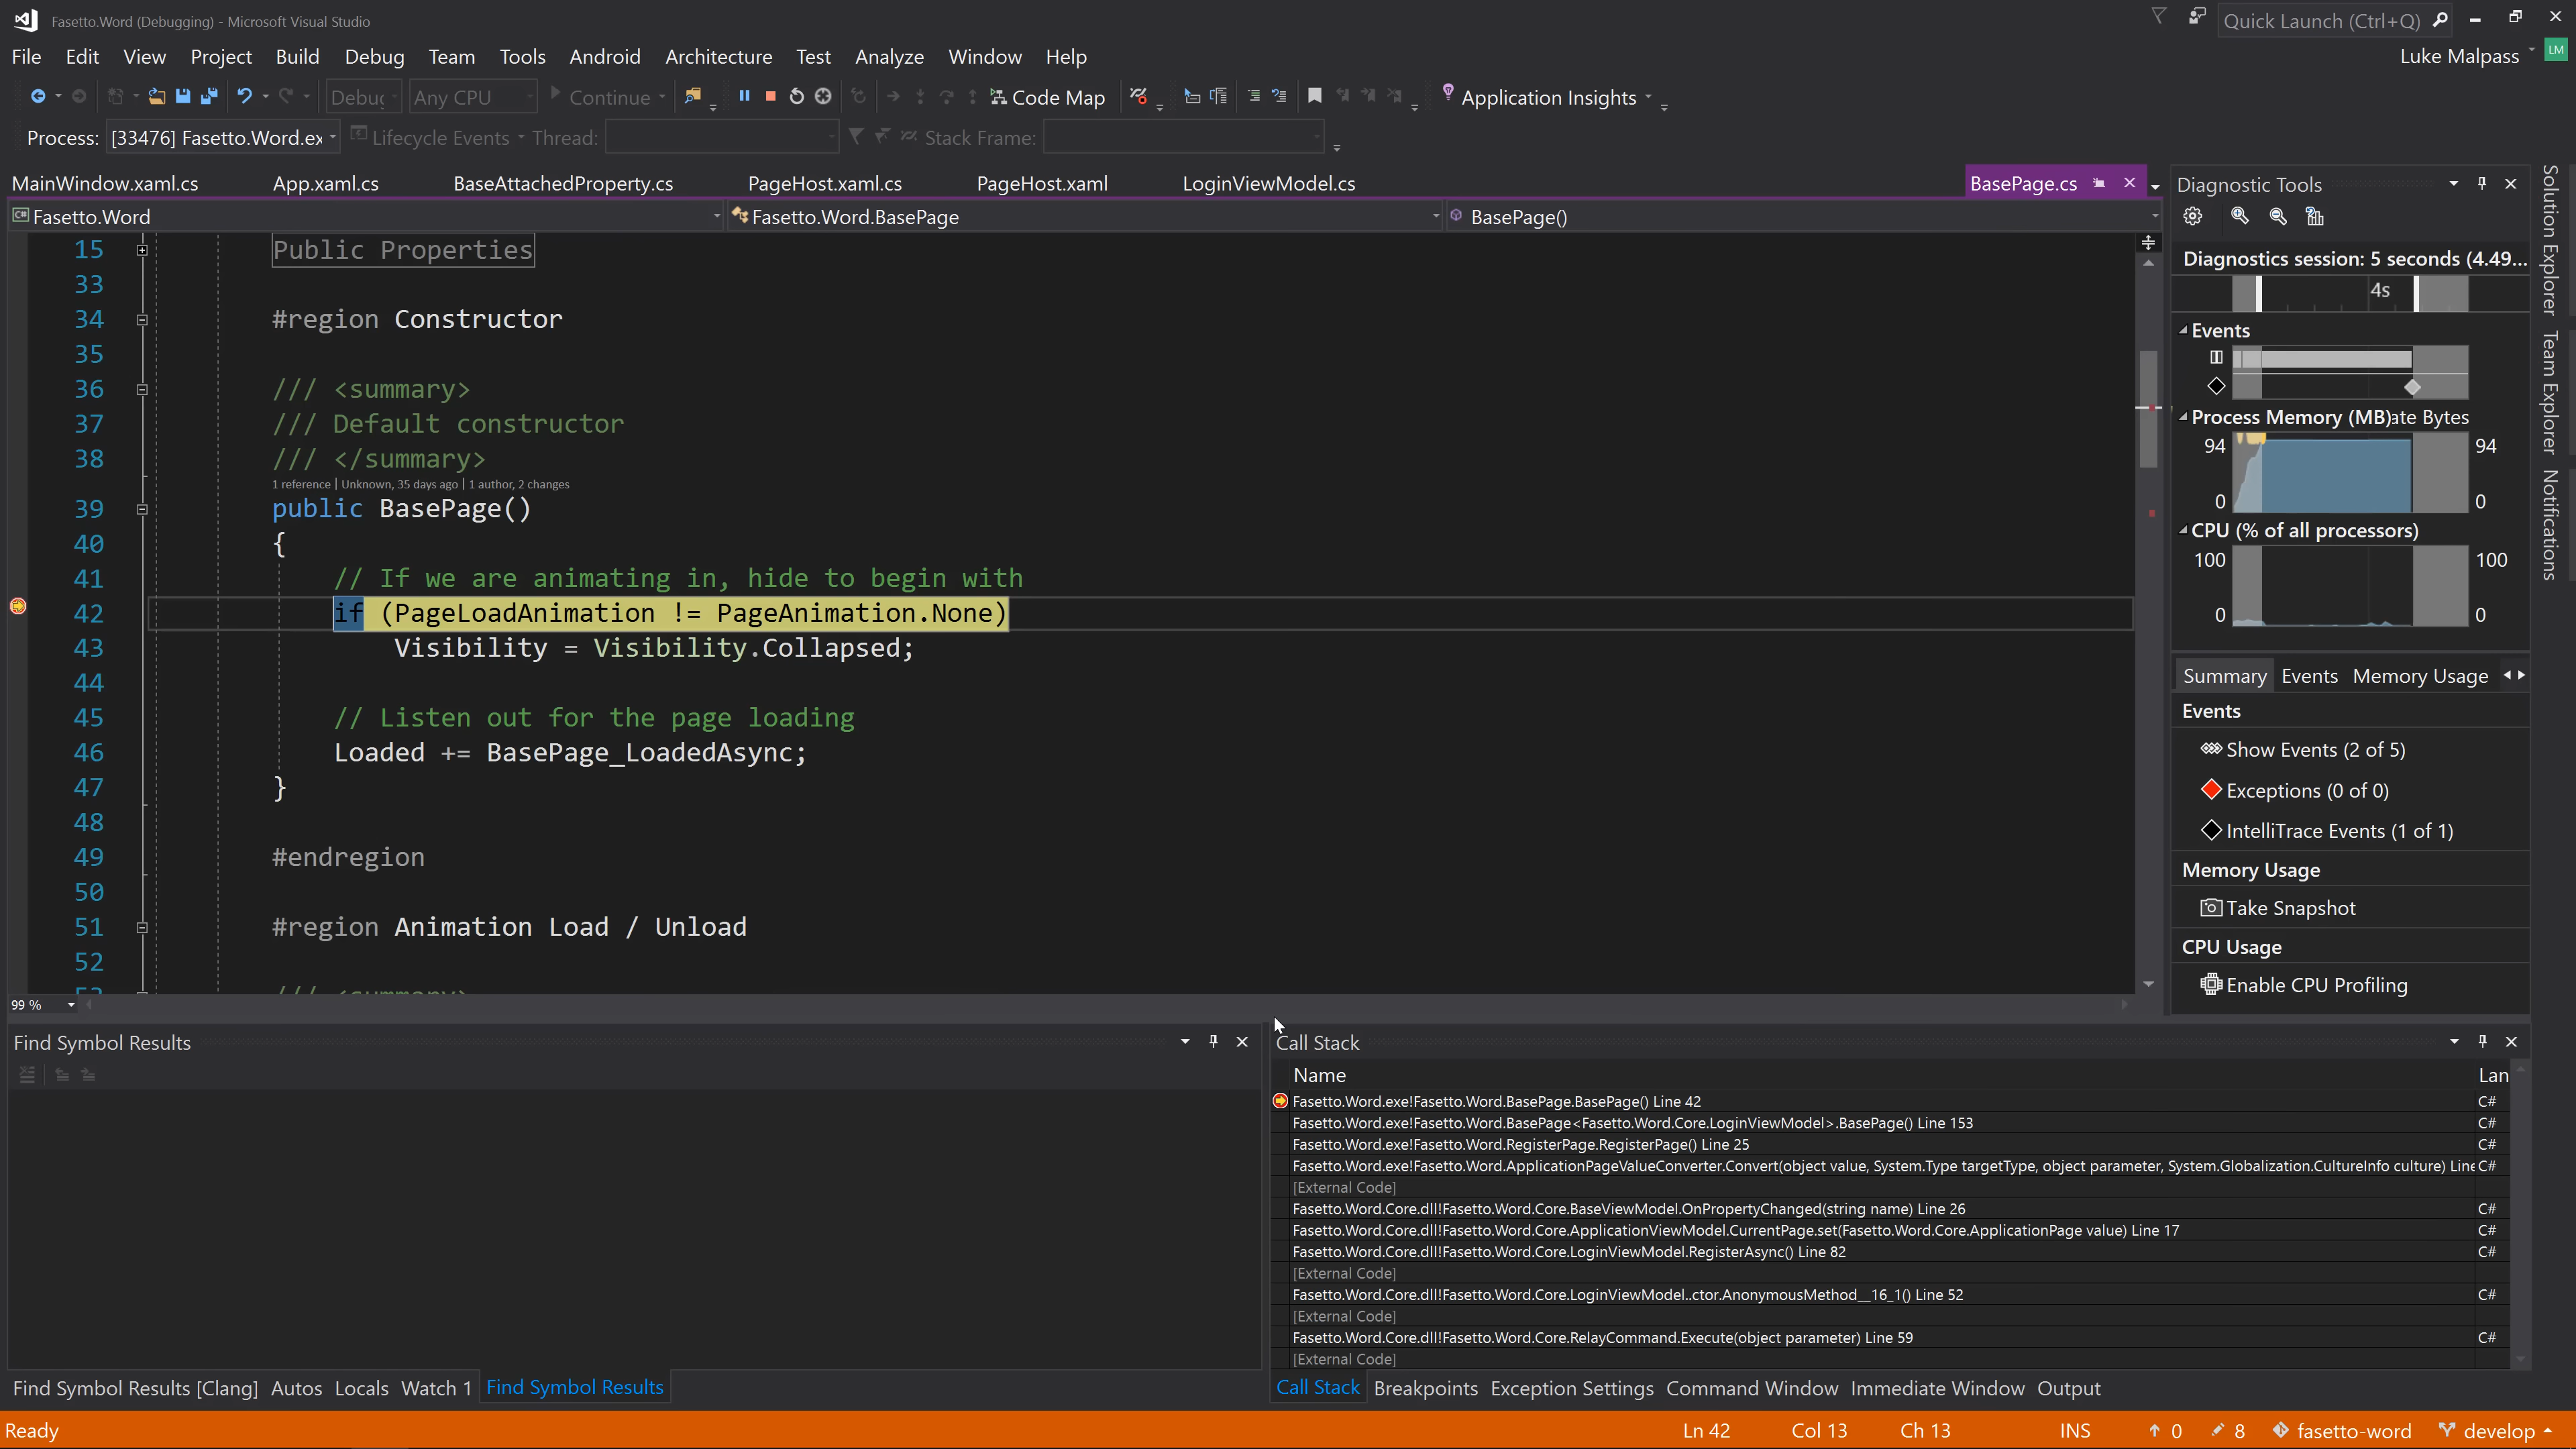 Fasetto.Word (Debugging) - Microsoft Visual Studio
Quick Launch (Ctrl+Q)
File Edit View Project Build Debug Team Tools Android Architecture Test Analyze Window Help
Luke Malpass LM
Debug Any CPU Continue Code Map Application Insights
Process: [33476] Fasetto.Word.ex Lifecycle Events Thread: Stack Frame:
MainWindow.xaml.cs App.xaml.cs BaseAttachedProperty.cs PageHost.xaml.cs PageHost.xaml LoginViewModel.cs BasePage.cs
Fasetto.Word Fasetto.Word.BasePage BasePage()
15 Public Properties
33
34 #region Constructor
35
36 /// <summary>
37 /// Default constructor
38 /// </summary>
1 reference | Unknown, 35 days ago | 1 author, 2 changes
39 public BasePage()
40 {
41 // If we are animating in, hide to begin with
42 if (PageLoadAnimation != PageAnimation.None)
43 Visibility = Visibility.Collapsed;
44
45 // Listen out for the page loading
46 Loaded += BasePage_LoadedAsync;
47 }
48
49 #endregion
50
51 #region Animation Load / Unload
52
53 /// <summary>
99 %
Diagnostic Tools
Diagnostics session: 5 seconds (4.49...
4s
Events
Process Memory (MB)ate Bytes
94 94
0 0
CPU (% of all processors)
100 100
0 0
Summary Events Memory Usage
Events
Show Events (2 of 5)
Exceptions (0 of 0)
IntelliTrace Events (1 of 1)
Memory Usage
Take Snapshot
CPU Usage
Enable CPU Profiling
Solution Explorer
Team Explorer
Notifications
Find Symbol Results
Find Symbol Results [Clang] Autos Locals Watch 1 Find Symbol Results
Call Stack
Name Lan
Fasetto.Word.exe!Fasetto.Word.BasePage.BasePage() Line 42 C#
Fasetto.Word.exe!Fasetto.Word.BasePage<Fasetto.Word.Core.LoginViewModel>.BasePage() Line 153 C#
Fasetto.Word.exe!Fasetto.Word.RegisterPage.RegisterPage() Line 25 C#
Fasetto.Word.exe!Fasetto.Word.ApplicationPageValueConverter.Convert(object value, System.Type targetType, object parameter, System.Globalization.CultureInfo culture) Line C#
[External Code]
Fasetto.Word.Core.dll!Fasetto.Word.Core.BaseViewModel.OnPropertyChanged(string name) Line 26 C#
Fasetto.Word.Core.dll!Fasetto.Word.Core.ApplicationViewModel.CurrentPage.set(Fasetto.Word.Core.ApplicationPage value) Line 17 C#
Fasetto.Word.Core.dll!Fasetto.Word.Core.LoginViewModel.RegisterAsync() Line 82 C#
[External Code]
Fasetto.Word.Core.dll!Fasetto.Word.Core.LoginViewModel..ctor.AnonymousMethod__16_1() Line 52 C#
[External Code]
Fasetto.Word.Core.dll!Fasetto.Word.Core.RelayCommand.Execute(object parameter) Line 59 C#
[External Code]
Call Stack Breakpoints Exception Settings Command Window Immediate Window Output
Ready Ln 42 Col 13 Ch 13 INS 0 8 fasetto-word develop